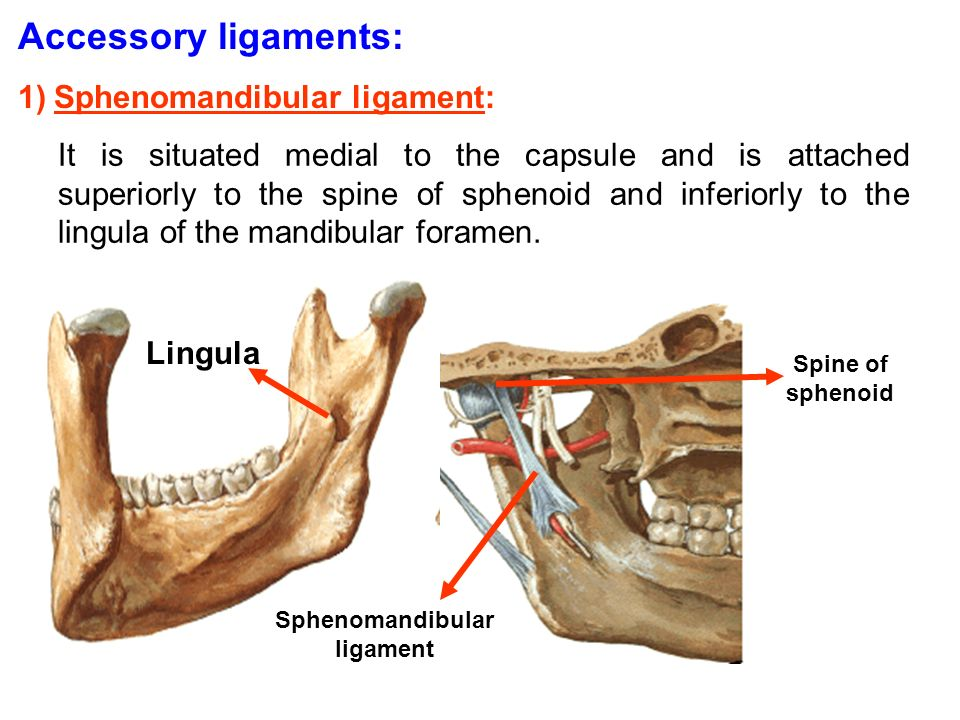 Accessory ligaments:
1) Sphenomandibular ligament:
It is situated medial to the capsule and is attached
superiorly to the spine of sphenoid and inferiorly to the
lingula of the mandibular foramen.
Lingula
Spine of
sphenoid
Sphenomandibular
ligament